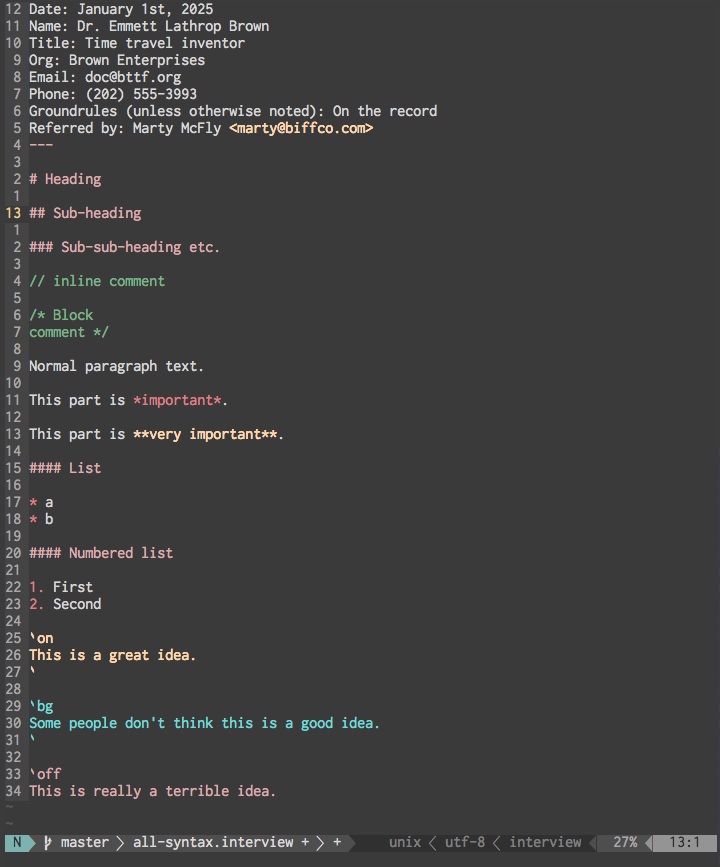 12 Date: January 1st, 2025
11 Name: Dr. Emmett Lathrop Brown
10 Title: Time travel inventor
9 Org: Brown Enterprises
8 Email: doc@bttf.org
7 Phone: (202) 555-3993
6 Groundrules (unless otherwise noted): On the record
5 Referred by: Marty McFly <marty@biffco.com>
4 ---
3
2 # Heading
1
13 ## Sub-heading
1
2 ### Sub-sub-heading etc.
3
4 // inline comment
5
6 /* Block
7 comment */
8
9 Normal paragraph text.
10
11 This part is *important*.
12
13 This part is **very important**.
14
15 #### List
16
17 * a
18 * b
19
20 #### Numbered list
21
22 1. First
23 2. Second
24
25 `on
26 This is a great idea.
27 `
28
29 `bg
30 Some people don't think this is a good idea.
31 `
32
33 `off
34 This is really a terrible idea.
~
~
N master all-syntax.interview + > + unix < utf-8 < interview 27% 13:1